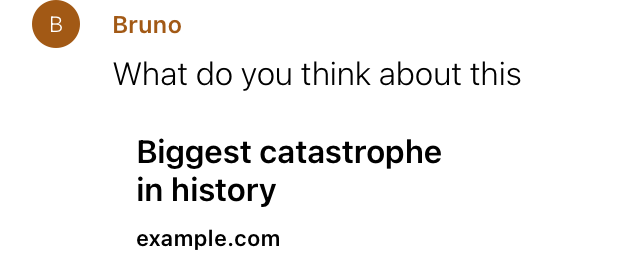 B
Bruno
What do you think about this
Biggest catastrophe
in history
example.com